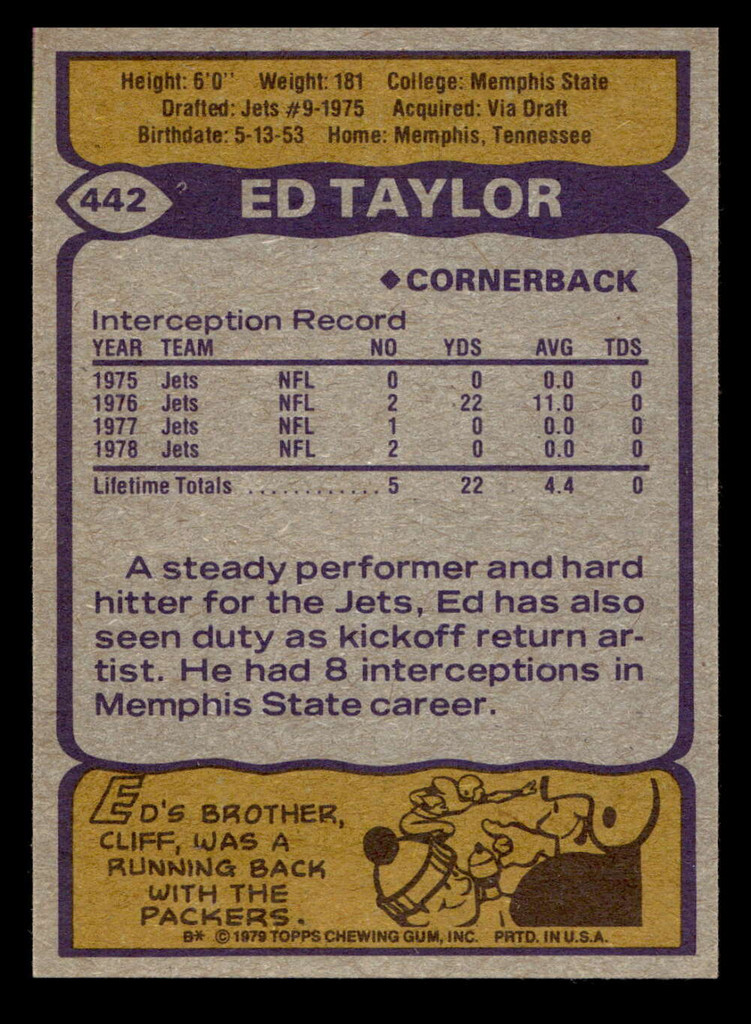 Height: 6'0" Weight: 181 College: Memphis State
Drafted: Jets #9-1975 Acquired: Via Draft
Birthdate: 5-13-53 Home: Memphis, Tennessee
442 ED TAYLOR
◆CORNERBACK
Interception Record
YEAR TEAM NO YDS AVG TDS
1975 Jets NFL 0 0 0.0 0
1976 Jets NFL 2 22 11.0 0
1977 Jets NFL 1 0 0.0 0
1978 Jets NFL 2 0 0.0 0
Lifetime Totals ............ 5 22 4.4 0
A steady performer and hard
hitter for the Jets, Ed has also
seen duty as kickoff return ar-
tist. He had 8 interceptions in
Memphis State career.
ED'S BROTHER,
CLIFF, WAS A
RUNNING BACK
WITH THE
PACKERS.
B* © 1979 TOPPS CHEWING GUM, INC. PRTD. IN U.S.A.